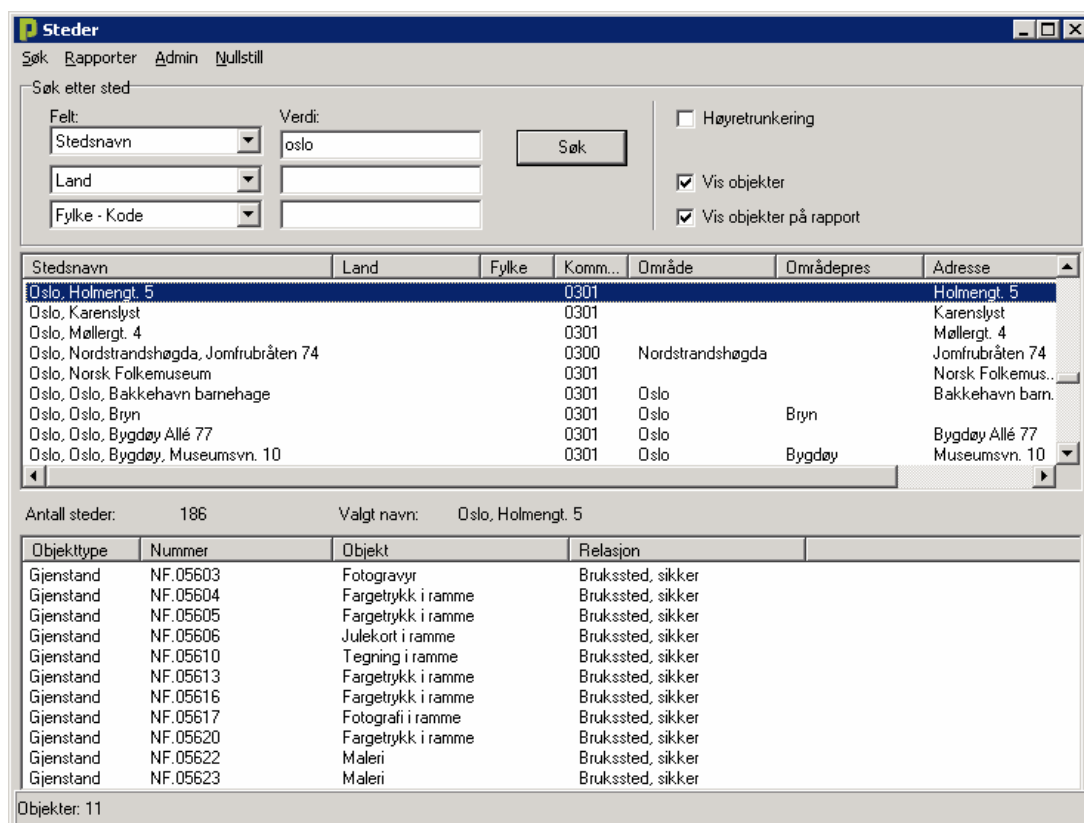 Steder
Søk Rapporter Admin Nullstill
Søk etter sted
Felt: Verdi:
Stedsnavn oslo Søk Høyretrunkering
Land Vis objekter
Fylke - Kode Vis objekter på rapport
Stedsnavn Land Fylke Komm... Område Områdepres Adresse
Oslo, Holmengt. 5 0301 Holmengt. 5
Oslo, Karenslyst 0301 Karenslyst
Oslo, Møllergt. 4 0301 Møllergt. 4
Oslo, Nordstrandshøgda, Jomfrubråten 74 0300 Nordstrandshøgda Jomfrubråten 74
Oslo, Norsk Folkemuseum 0301 Norsk Folkemus...
Oslo, Oslo, Bakkehavn barnehage 0301 Oslo Bakkehavn barn.
Oslo, Oslo, Bryn 0301 Oslo Bryn
Oslo, Oslo, Bygdøy Allé 77 0301 Oslo Bygdøy Allé 77
Oslo, Oslo, Bygdøy, Museumsvn. 10 0301 Oslo Bygdøy Museumsvn. 10
Antall steder: 186 Valgt navn: Oslo, Holmengt. 5
Objekttype Nummer Objekt Relasjon
Gjenstand NF.05603 Fotogravyr Brukssted, sikker
Gjenstand NF.05604 Fargetrykk i ramme Brukssted, sikker
Gjenstand NF.05605 Fargetrykk i ramme Brukssted, sikker
Gjenstand NF.05606 Julekort i ramme Brukssted, sikker
Gjenstand NF.05610 Tegning i ramme Brukssted, sikker
Gjenstand NF.05613 Fargetrykk i ramme Brukssted, sikker
Gjenstand NF.05616 Fargetrykk i ramme Brukssted, sikker
Gjenstand NF.05617 Fotografi i ramme Brukssted, sikker
Gjenstand NF.05620 Fargetrykk i ramme Brukssted, sikker
Gjenstand NF.05622 Maleri Brukssted, sikker
Gjenstand NF.05623 Maleri Brukssted, sikker
Objekter: 11